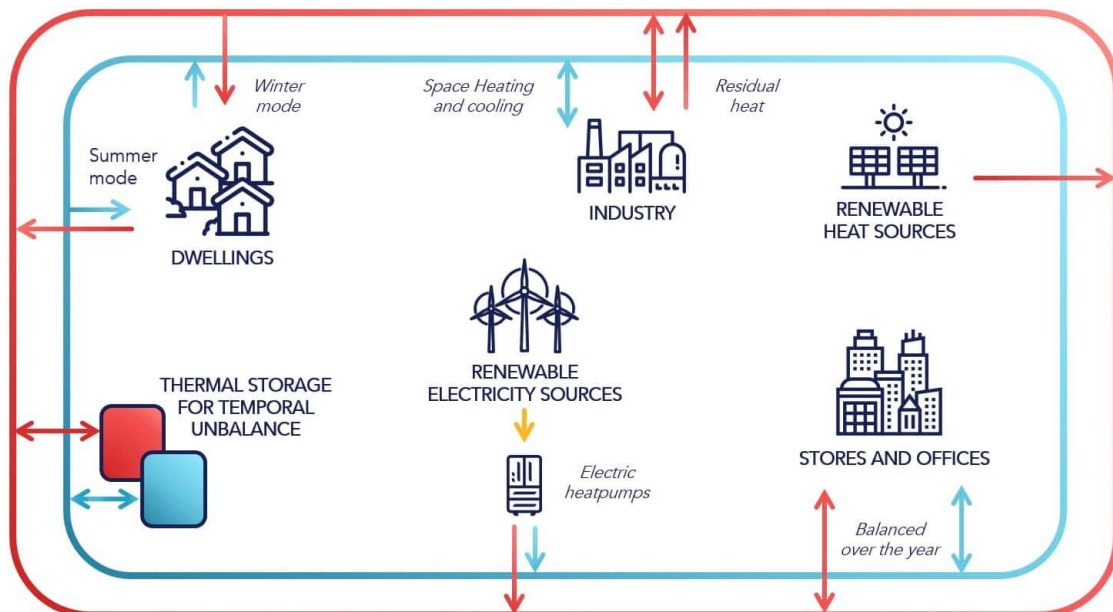 Winter
mode
Space Heating
and cooling
Residual
heat
Summer
mode
DWELLINGS
INDUSTRY
RENEWABLE
HEAT SOURCES
THERMAL STORAGE
FOR TEMPORAL
UNBALANCE
RENEWABLE
ELECTRICITY SOURCES
Electric
heatpumps
STORES AND OFFICES
Balanced
over the year